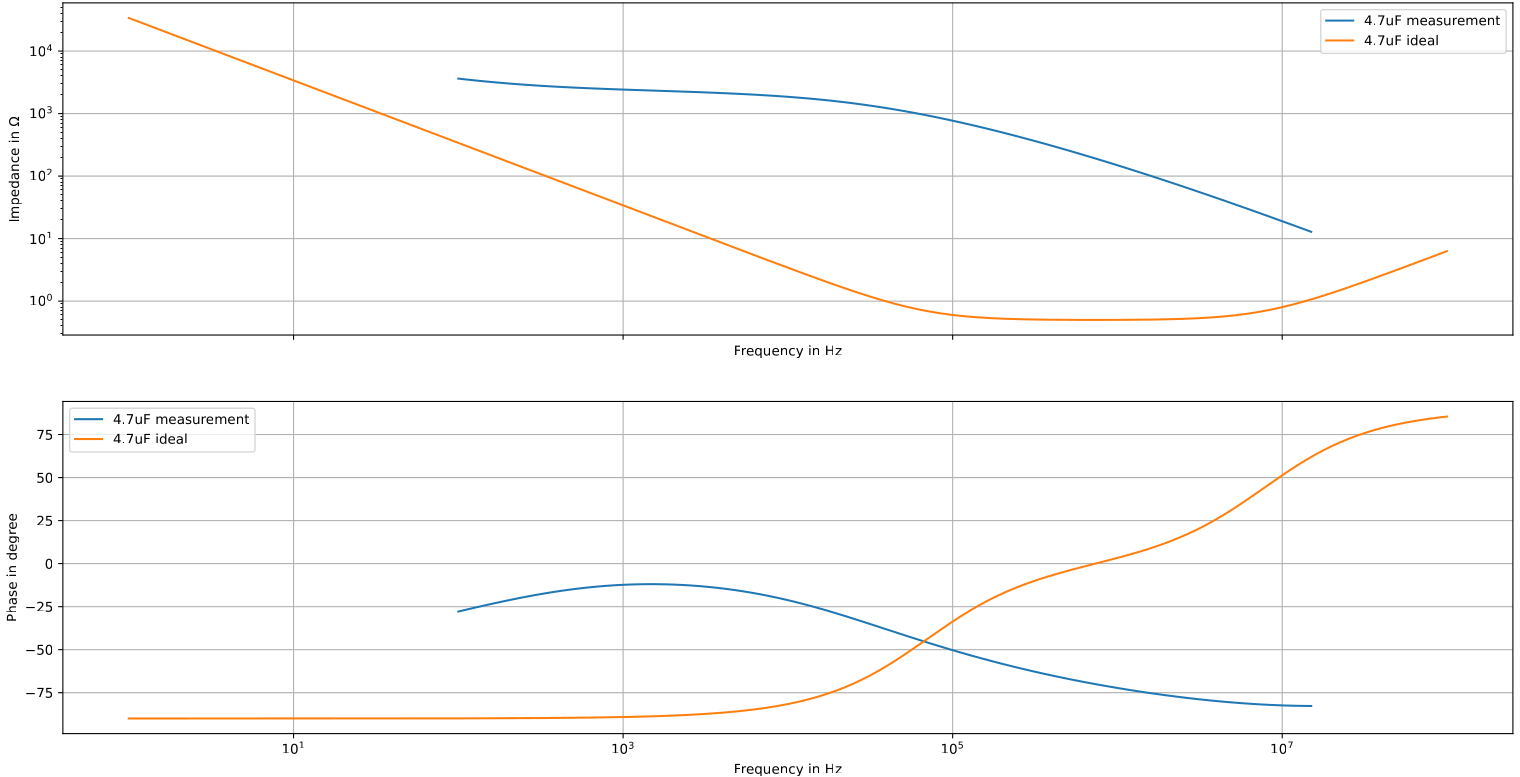 4.7uF measurement
4.7uF ideal
Impedance in Ω
10⁴
10³
10²
10¹
10⁰
Frequency in Hz
4.7uF measurement
4.7uF ideal
Phase in degree
75
50
25
0
−25
−50
−75
10¹ 10³ 10⁵ 10⁷
Frequency in Hz